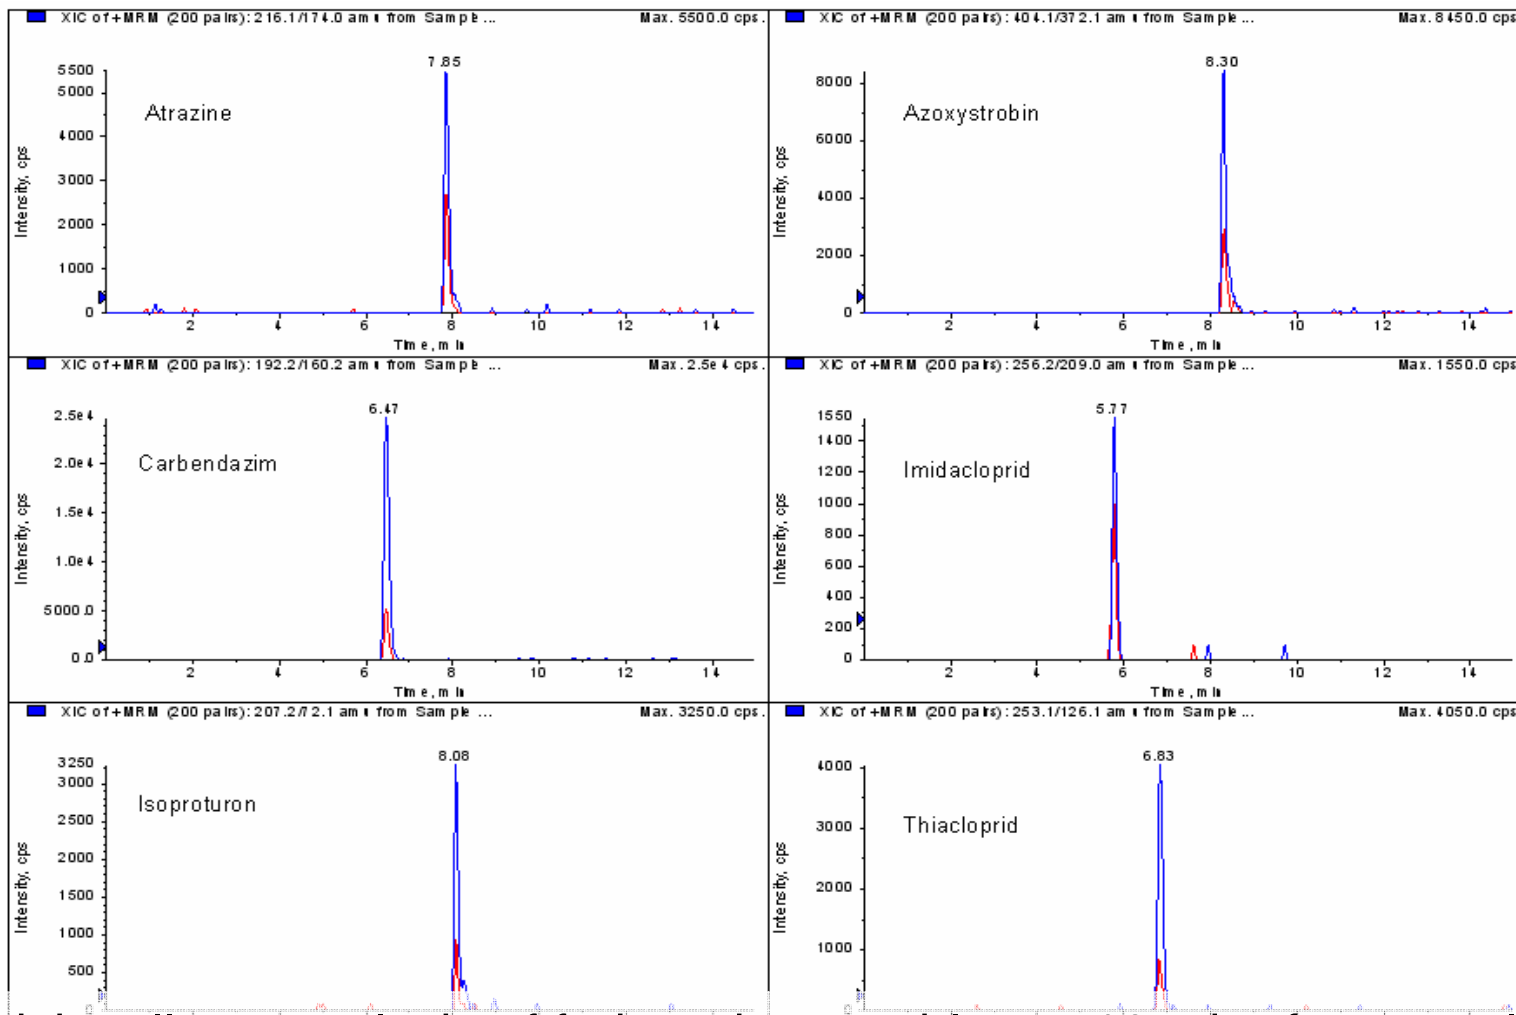 XIC of +MRM (200 pairs): 216.1/174.0 amu from Sample ... Max. 5500.0 cps.
7.85
5500
5000
4000
3000
2000
1000
0
Intensity, cps
Atrazine
2 4 6 8 10 12 14
Time, min
XIC of +MRM (200 pairs): 404.1/372.1 amu from Sample ... Max. 8450.0 cps
8.30
8000
6000
4000
2000
0
Intensity, cps
Azoxystrobin
2 4 6 8 10 12 14
Time, min
XIC of +MRM (200 pairs): 192.2/160.2 amu from Sample ... Max. 2.5e4 cps.
6.47
2.5e4
2.0e4
1.5e4
1.0e4
5000.0
0.0
Intensity, cps
Carbendazim
2 4 6 8 10 12 14
Time, min
XIC of +MRM (200 pairs): 256.2/209.0 amu from Sample ... Max. 1550.0 cps
5.77
1550
1400
1200
1000
800
600
400
200
0
Intensity, cps
Imidacloprid
2 4 6 8 10 12 14
Time, min
XIC of +MRM (200 pairs): 207.2/72.1 amu from Sample ... Max. 3250.0 cps.
8.08
3250
3000
2500
2000
1500
1000
500
Intensity, cps
Isoproturon
XIC of +MRM (200 pairs): 253.1/126.1 amu from Sample ... Max. 4050.0 cps
6.83
4000
3000
2000
1000
Intensity, cps
Thiacloprid